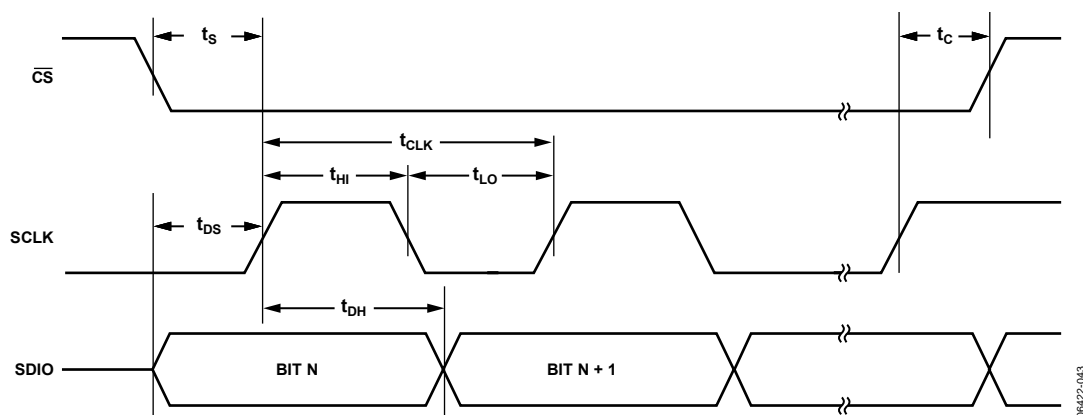 tS
tC
CS
tCLK
tHI
tLO
tDS
SCLK
tDH
SDIO
BIT N
BIT N + 1
06422-043